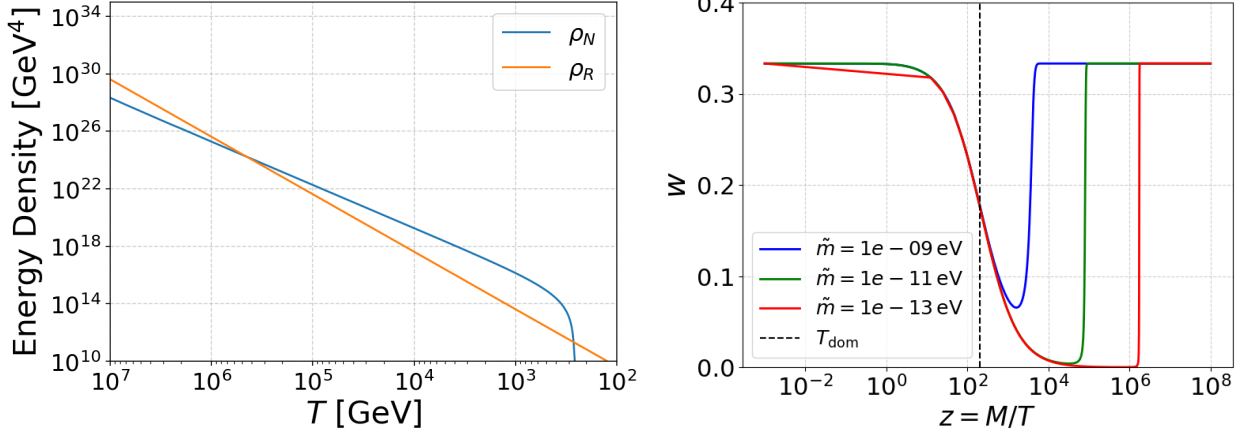 10^34
10^30
10^26
10^22
10^18
10^14
10^10
Energy Density [GeV^4]
ρ_N
ρ_R
10^7
10^6
10^5
10^4
10^3
10^2
T [GeV]
0.4
0.3
0.2
0.1
0.0
w
m̃ = 1e − 09 eV
m̃ = 1e − 11 eV
m̃ = 1e − 13 eV
T_dom
10^−2
10^0
10^2
10^4
10^6
10^8
z = M/T